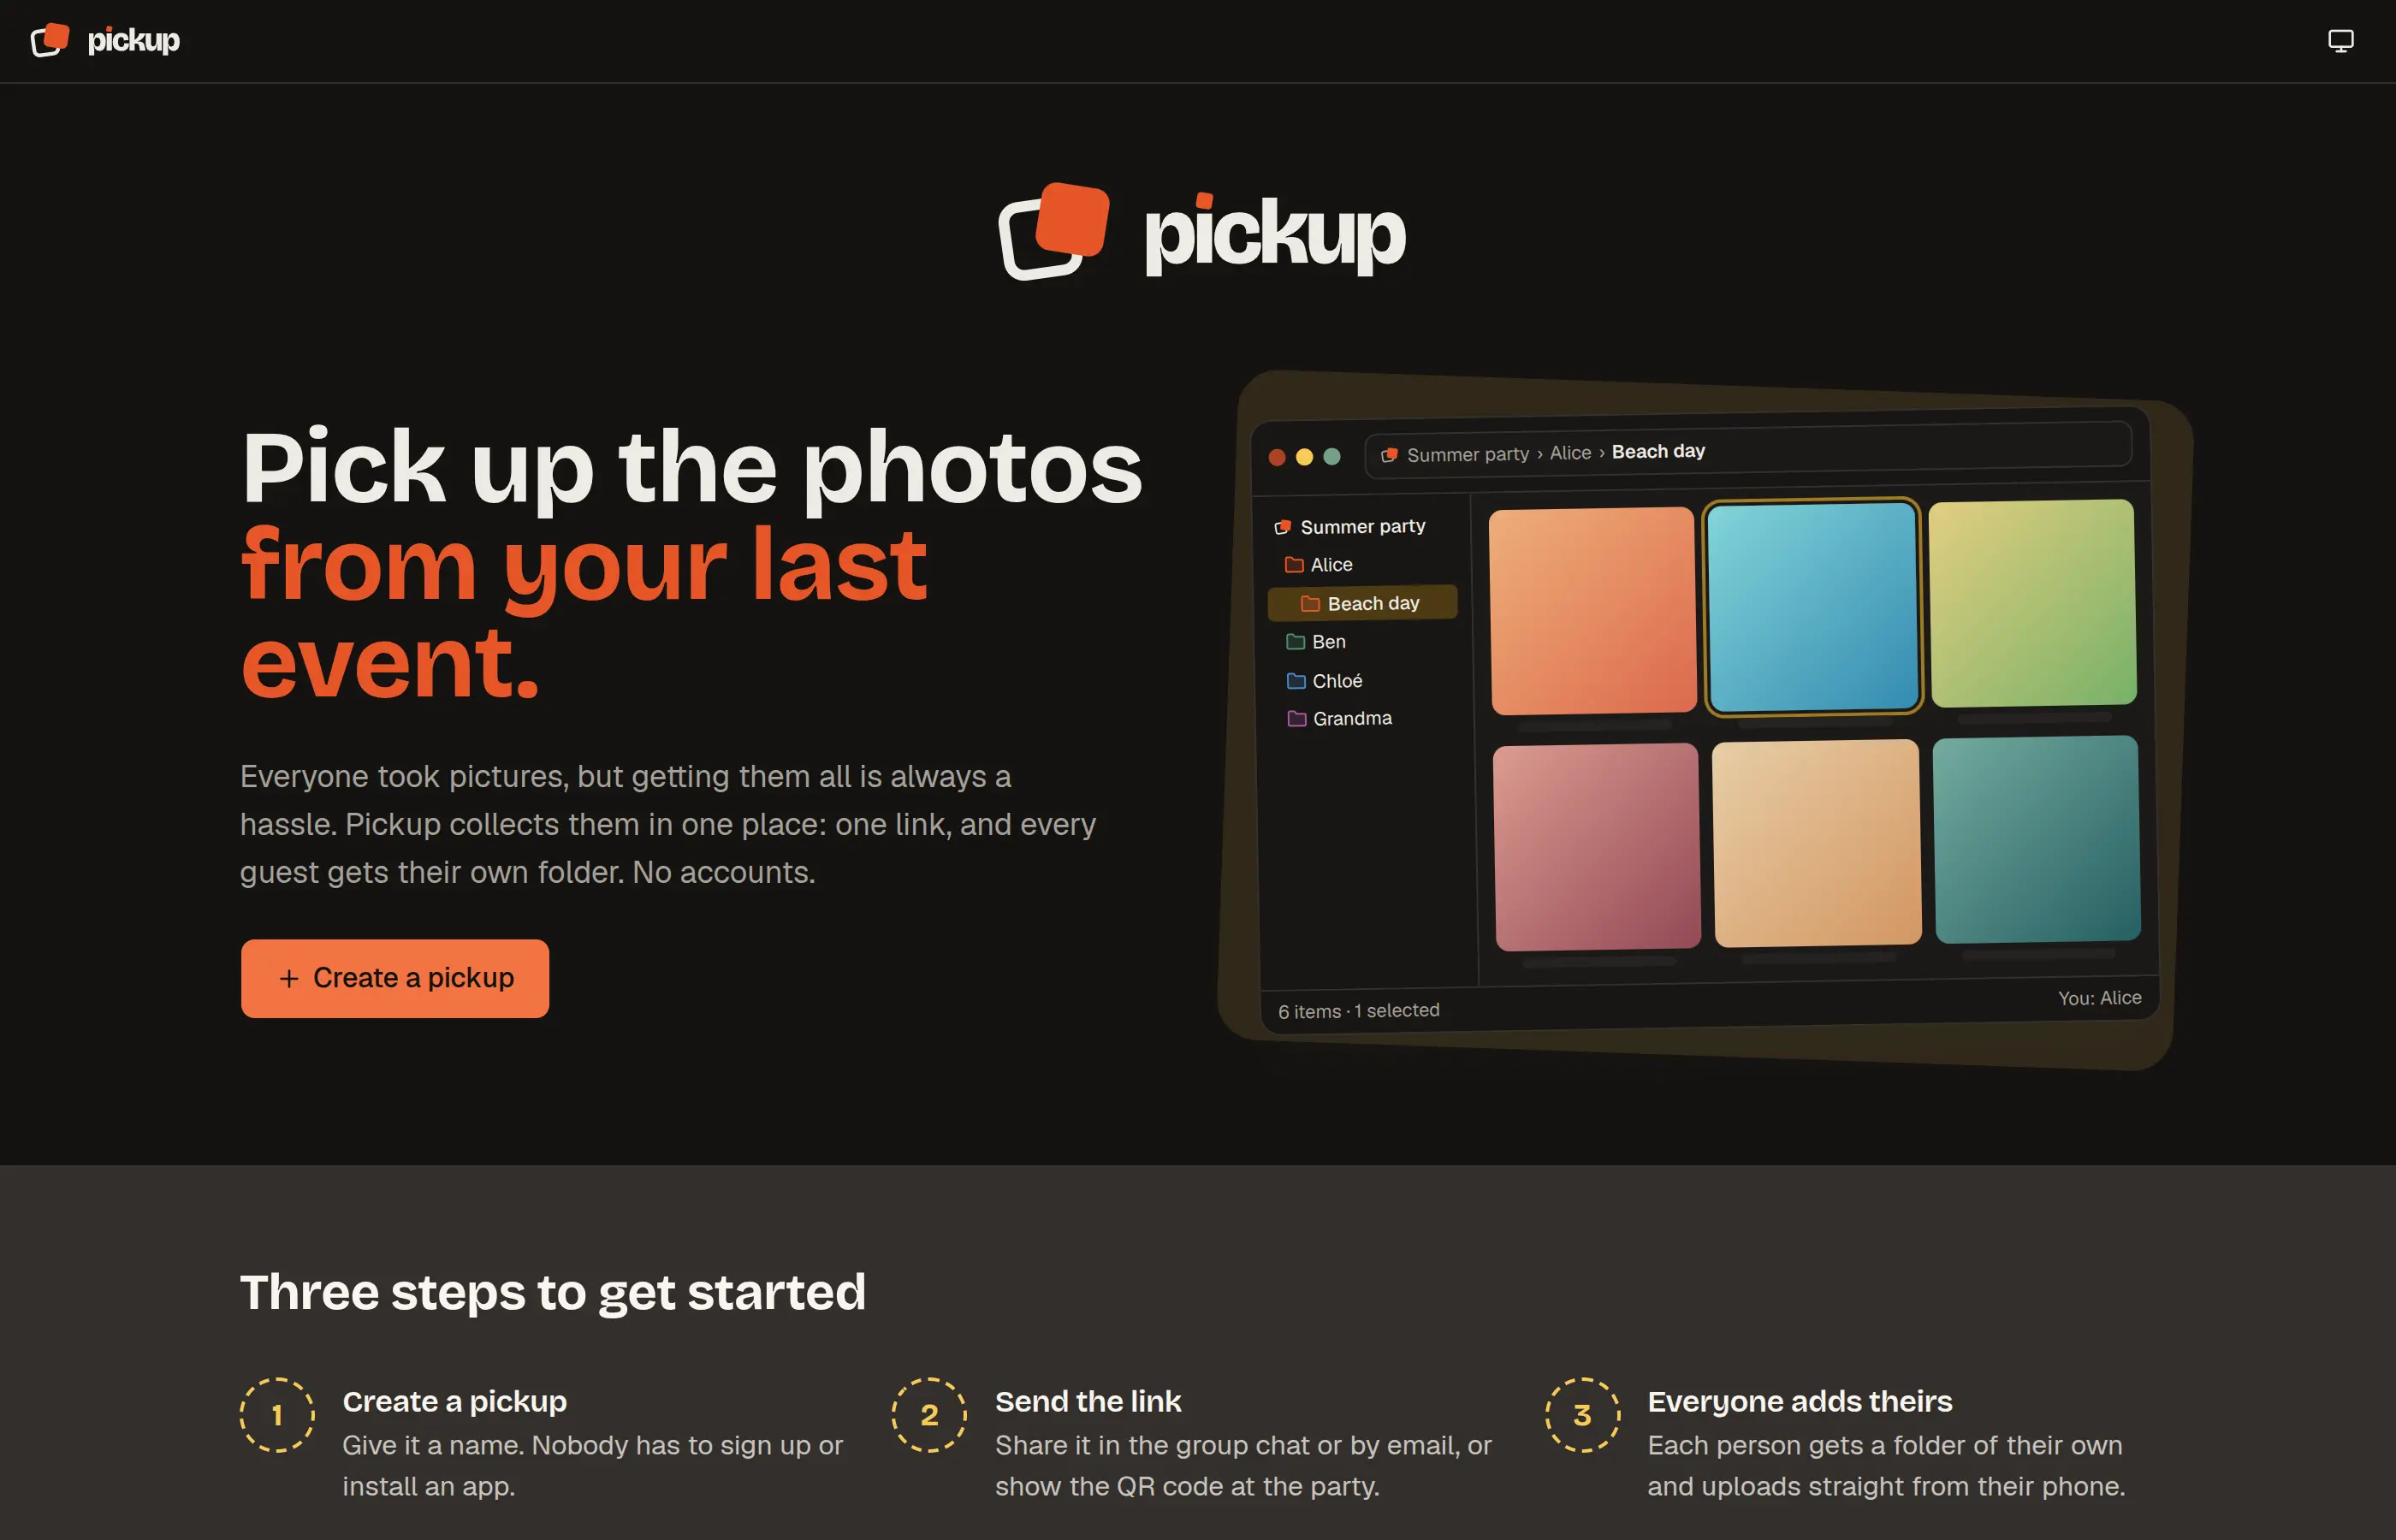 pickup
pickup
Pick up the photos
from your last
event.
Everyone took pictures, but getting them all is always a
hassle. Pickup collects them in one place: one link, and every
guest gets their own folder. No accounts.
+ Create a pickup
Summer party › Alice › Beach day
Summer party
Alice
Beach day
Ben
Chloé
Grandma
6 items · 1 selected
You: Alice
Three steps to get started
1
Create a pickup
Give it a name. Nobody has to sign up or
install an app.
2
Send the link
Share it in the group chat or by email, or
show the QR code at the party.
3
Everyone adds theirs
Each person gets a folder of their own
and uploads straight from their phone.